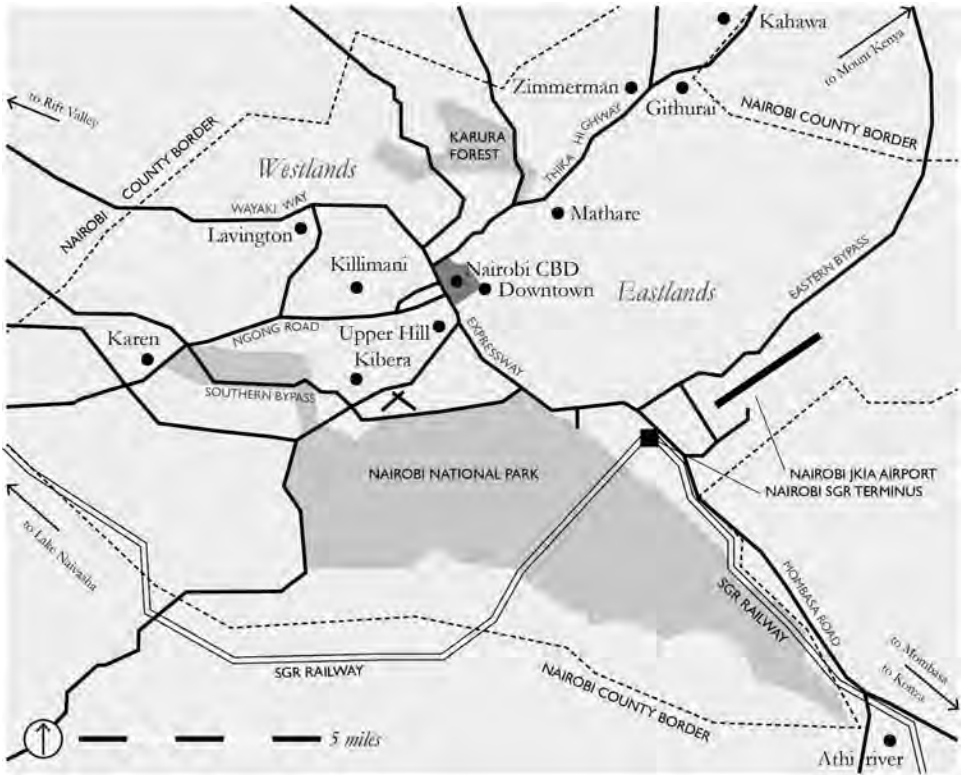 Kahawa
to Mount Kenya
Zimmerman
Githurai
to Rift Valley
THIKA HIGHWAY
NAIROBI COUNTY BORDER
KARURA
FOREST
NAIROBI COUNTY BORDER
Westlands
WAYAKI WAY
Lavington
Mathare
Killimani
Nairobi CBD
Downtown
Eastlands
EASTERN BYPASS
NGONG ROAD
Upper Hill
EXPRESSWAY
Karen
Kibera
SOUTHERN BYPASS
NAIROBI NATIONAL PARK
NAIROBI JKIA AIRPORT
NAIROBI SGR TERMINUS
to Lake Naivasha
MOMBASA ROAD
SGR RAILWAY
SGR RAILWAY
NAIROBI COUNTY BORDER
to Mombasa
to Konza
5 miles
Athi river